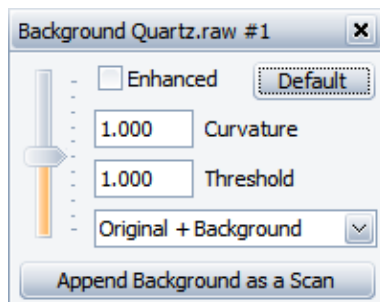 Background Quartz.raw #1
Enhanced Default
1.000 Curvature
1.000 Threshold
Original + Background
Append Background as a Scan